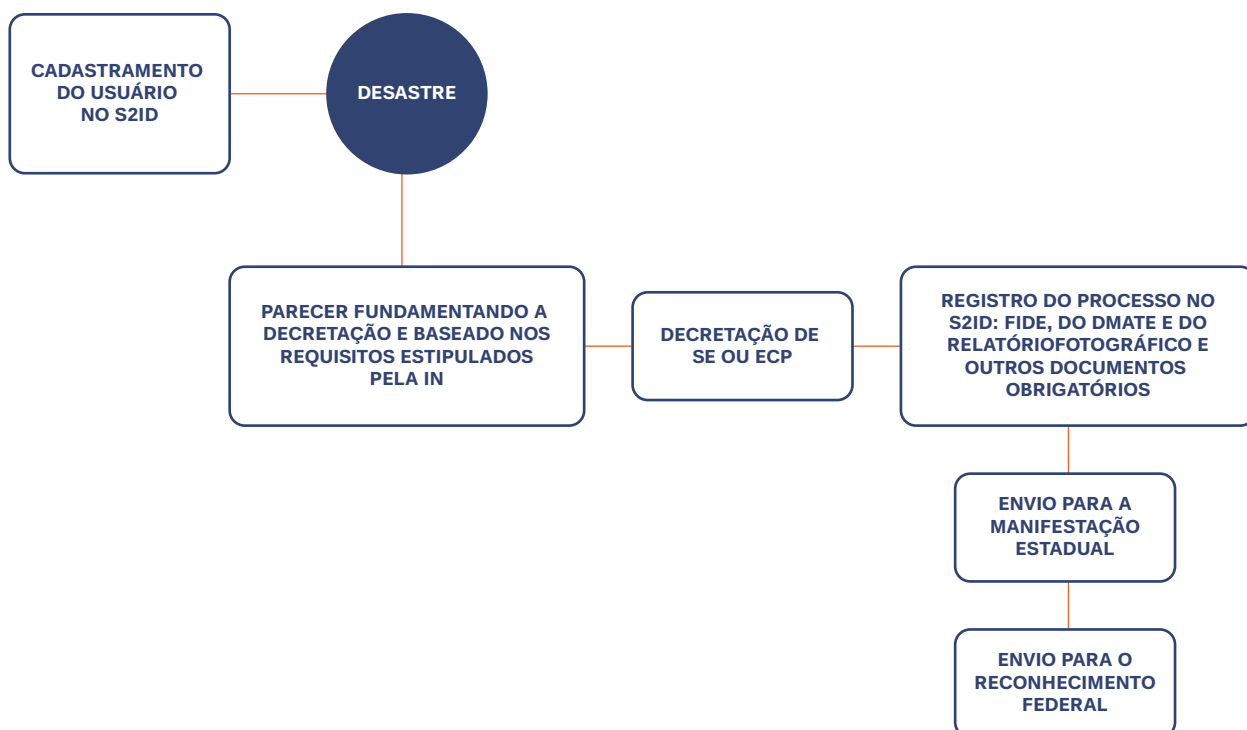 CADASTRAMENTO
DO USUÁRIO
NO S2ID
DESASTRE
PARECER FUNDAMENTANDO A
DECRETAÇÃO E BASEADO NOS
REQUISITOS ESTIPULADOS
PELA IN
DECRETAÇÃO DE
SE OU ECP
REGISTRO DO PROCESSO NO
S2ID: FIDE, DO DMATE E DO
RELATÓRIOFOTOGRÁFICO E
OUTROS DOCUMENTOS
OBRIGATÓRIOS
ENVIO PARA A
MANIFESTAÇÃO
ESTADUAL
ENVIO PARA O
RECONHECIMENTO
FEDERAL